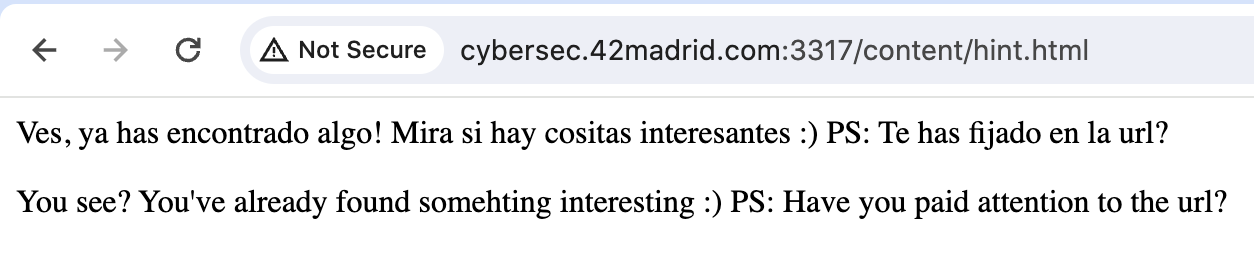 Not Secure cybersec.42madrid.com:3317/content/hint.html
Ves, ya has encontrado algo! Mira si hay cositas interesantes :) PS: Te has fijado en la url?
You see? You've already found somehting interesting :) PS: Have you paid attention to the url?